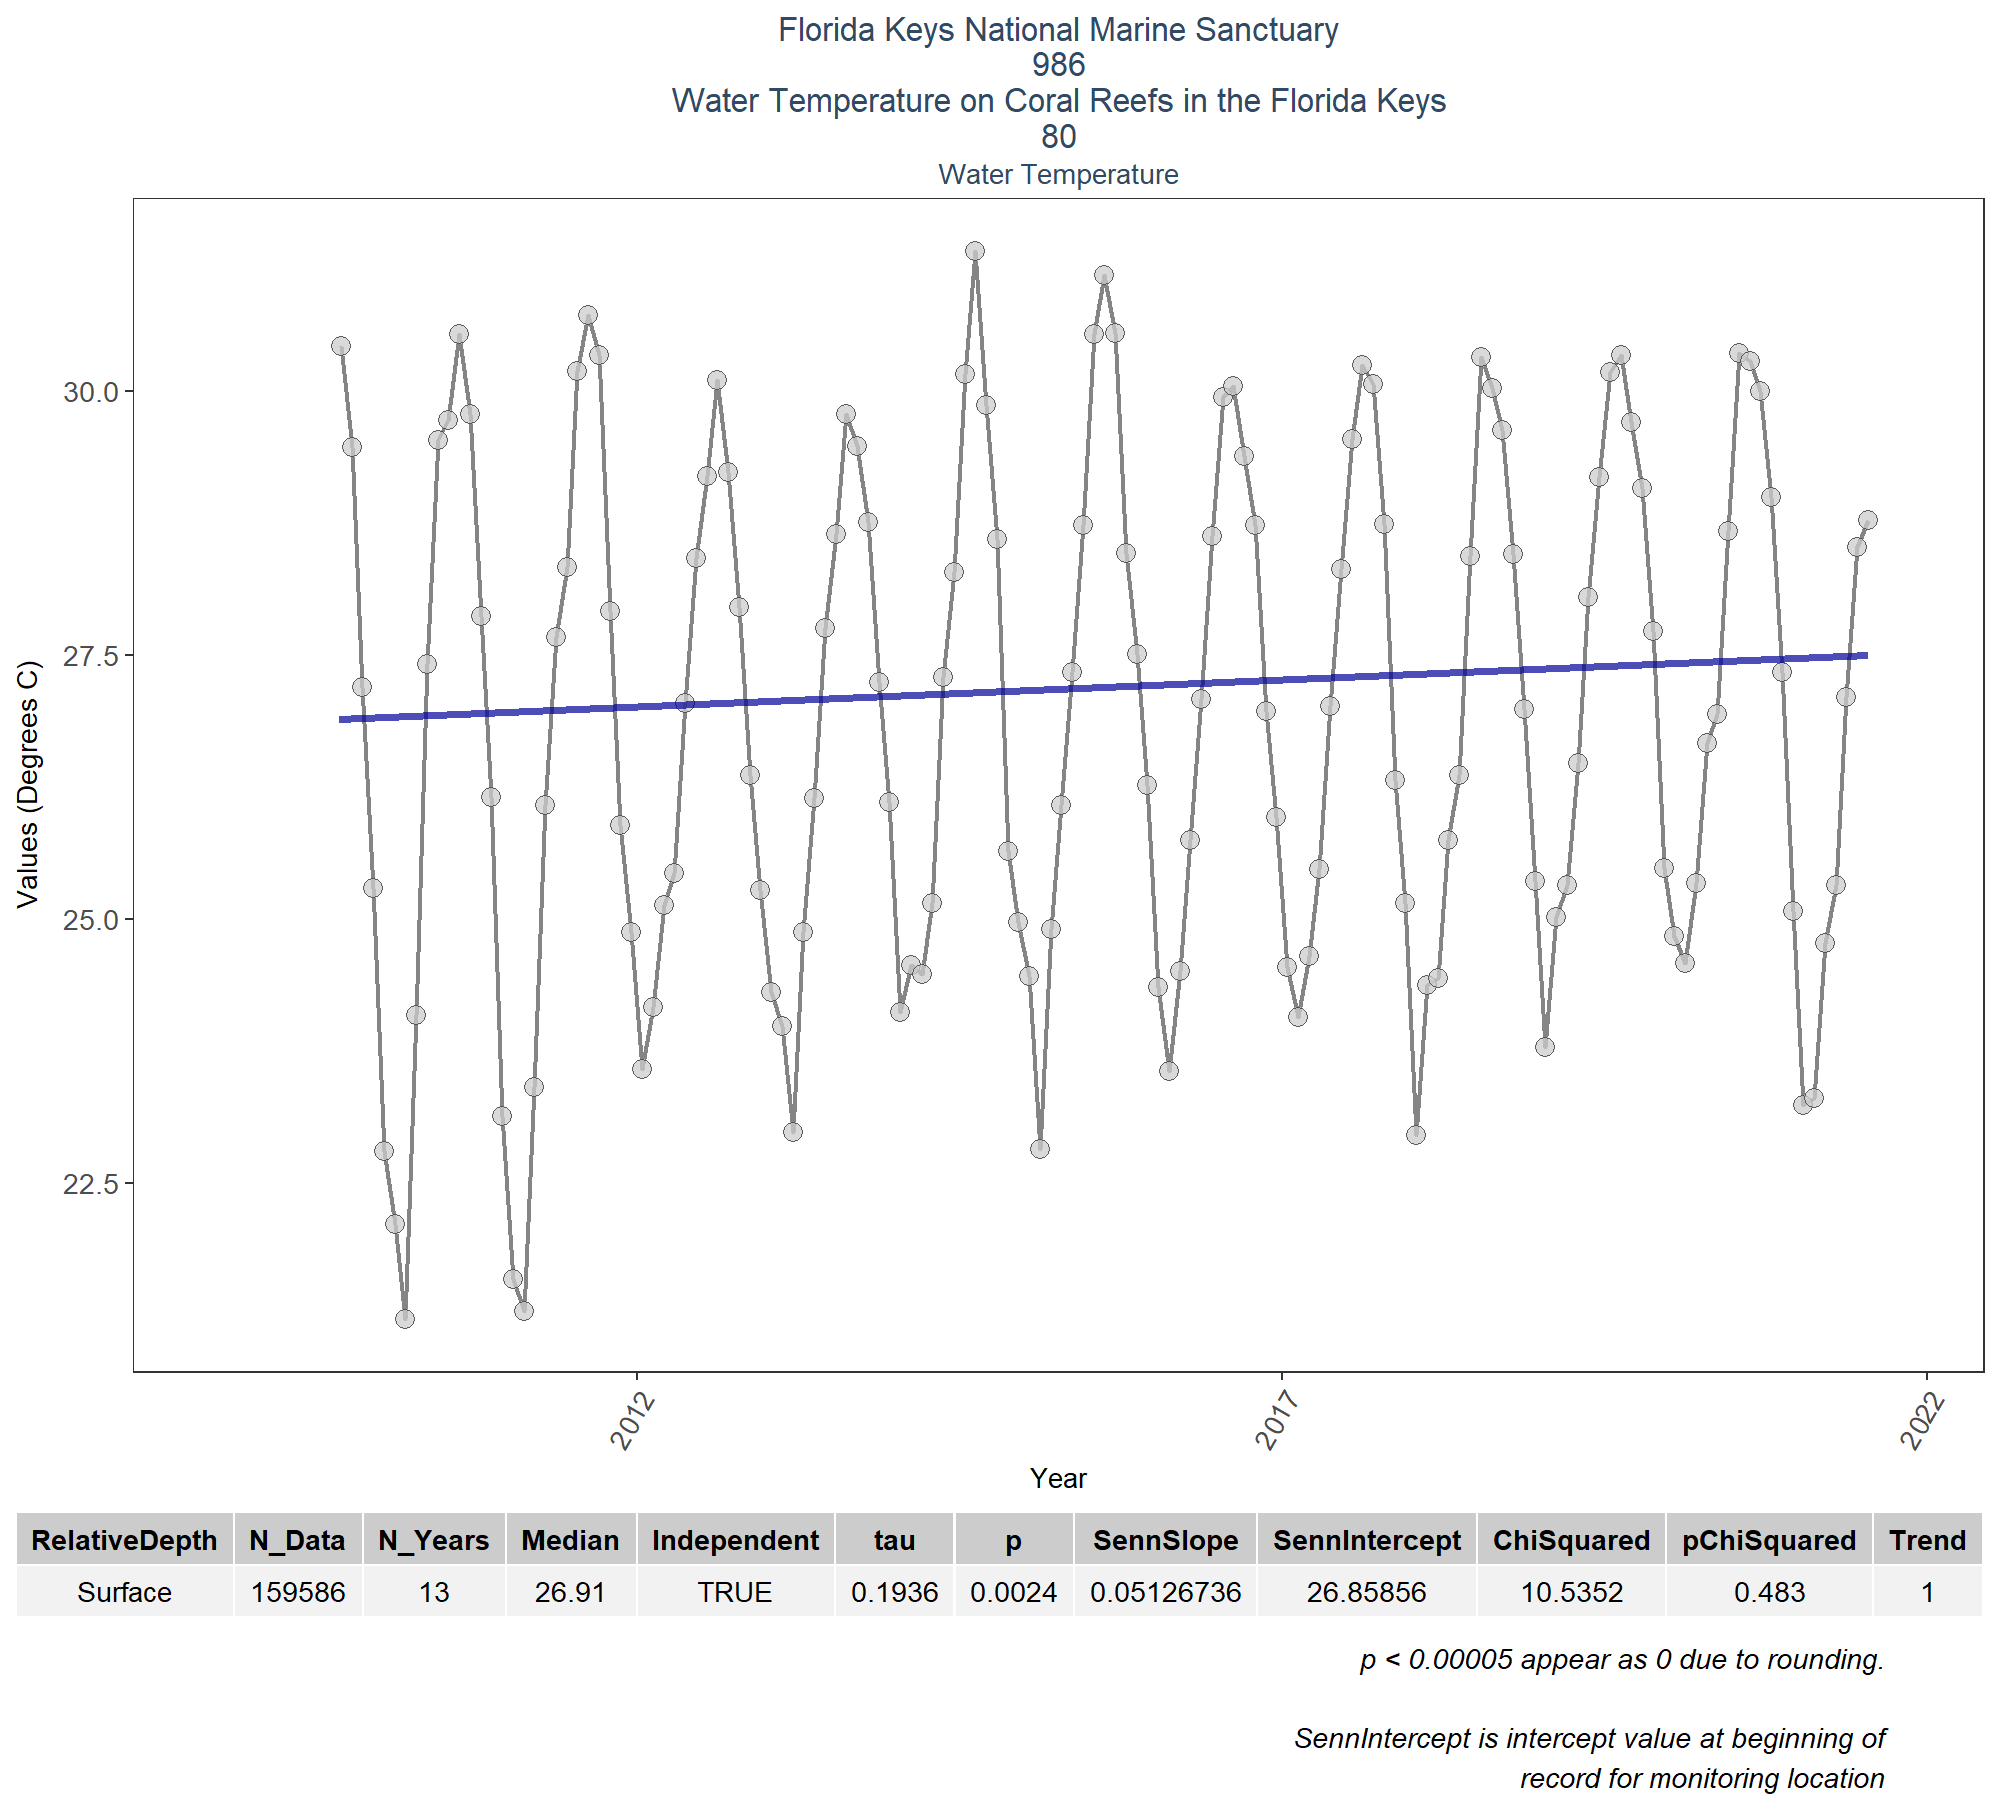 Florida Keys National Marine Sanctuary
986
Water Temperature on Coral Reefs in the Florida Keys
80
Water Temperature
Values (Degrees C)
30.0
27.5
25.0
22.5
2012
2017
2022
Year
RelativeDepth N_Data N_Years Median Independent tau p SennSlope SennIntercept ChiSquared pChiSquared Trend
Surface 159586 13 26.91 TRUE 0.1936 0.0024 0.05126736 26.85856 10.5352 0.483 1
p < 0.00005 appear as 0 due to rounding.
SennIntercept is intercept value at beginning of
record for monitoring location